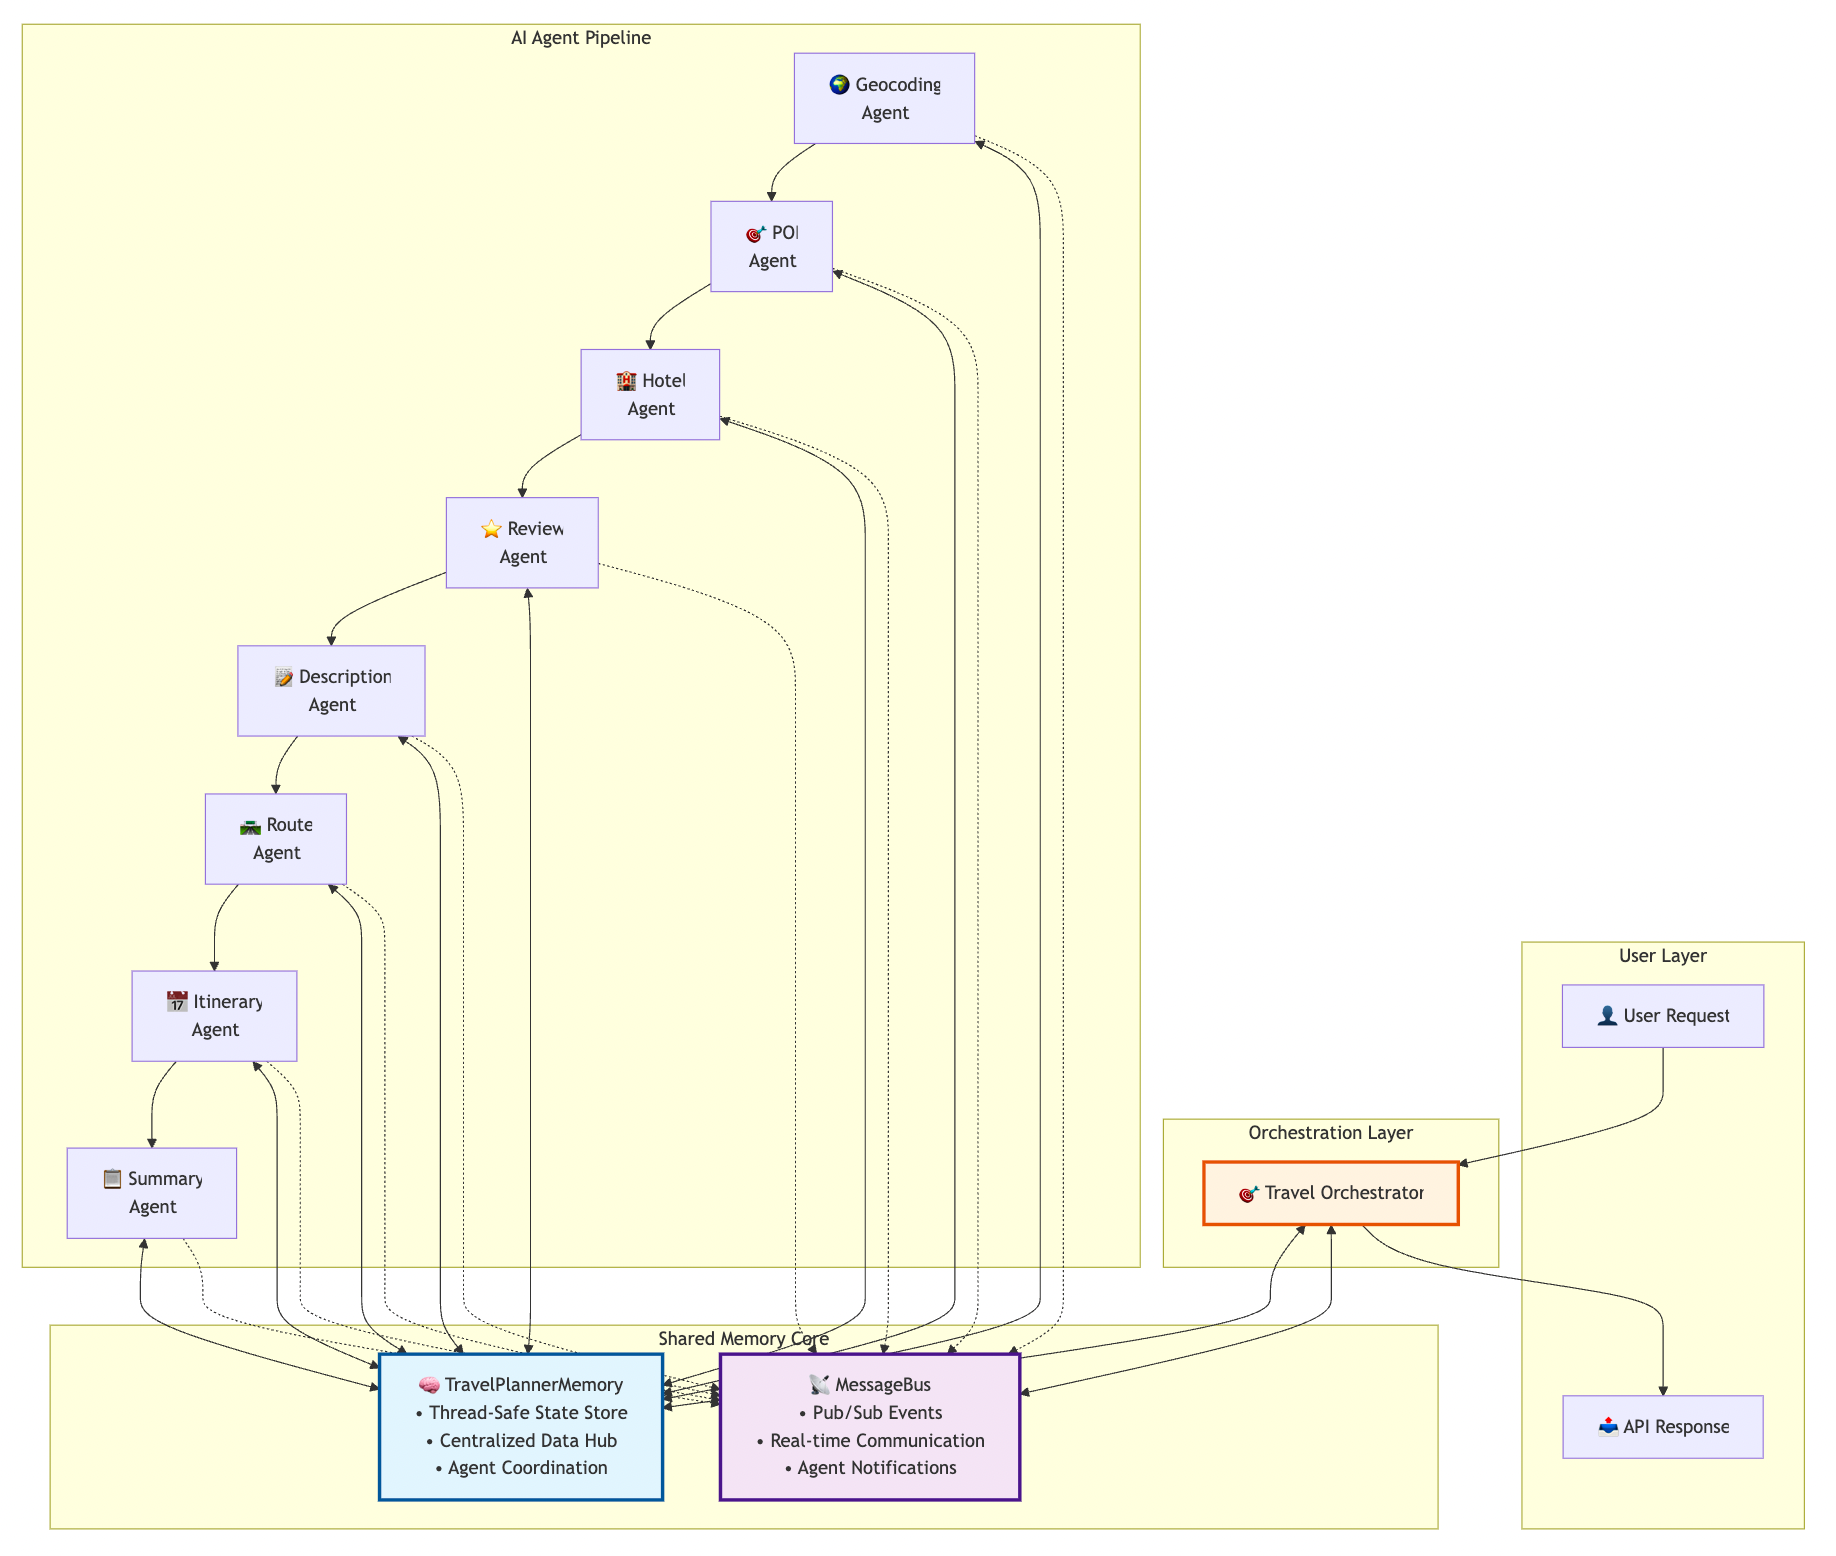 AI Agent Pipeline
Geocoding
Agent
POI
Agent
Hotel
Agent
Review
Agent
Description
Agent
Route
Agent
Itinerary
Agent
Summary
Agent
User Layer
User Request
Orchestration Layer
Travel Orchestrator
Shared Memory Core
TravelPlannerMemory
• Thread-Safe State Store
• Centralized Data Hub
• Agent Coordination
MessageBus
• Pub/Sub Events
• Real-time Communication
• Agent Notifications
API Response